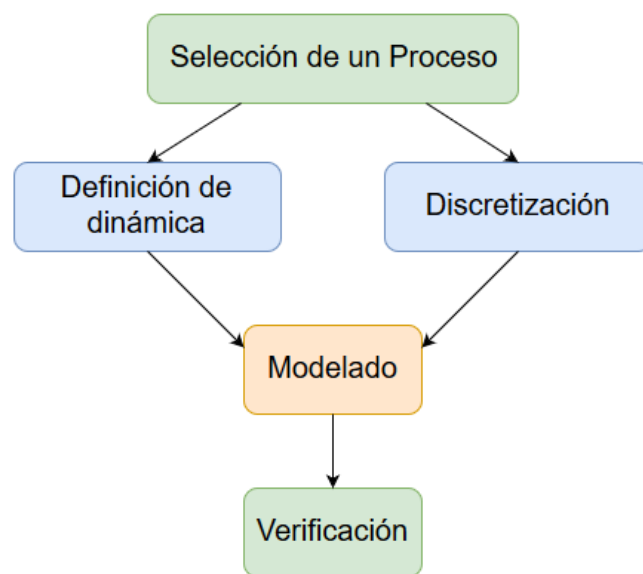 Selección de un Proceso
Definición de
dinámica
Discretización
Modelado
Verificación